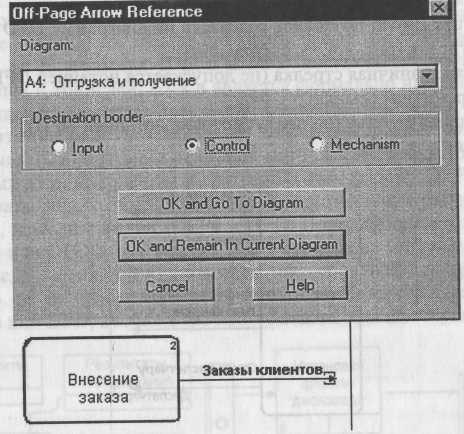 Off-Page Arrow Reference
Diagram:
A4: Отгрузка и получение
Destination border
Input
Control
Mechanism
OK and Go To Diagram
OK and Remain In Current Diagram
Cancel
Help
2
Внесение
заказа
Заказы клиентов